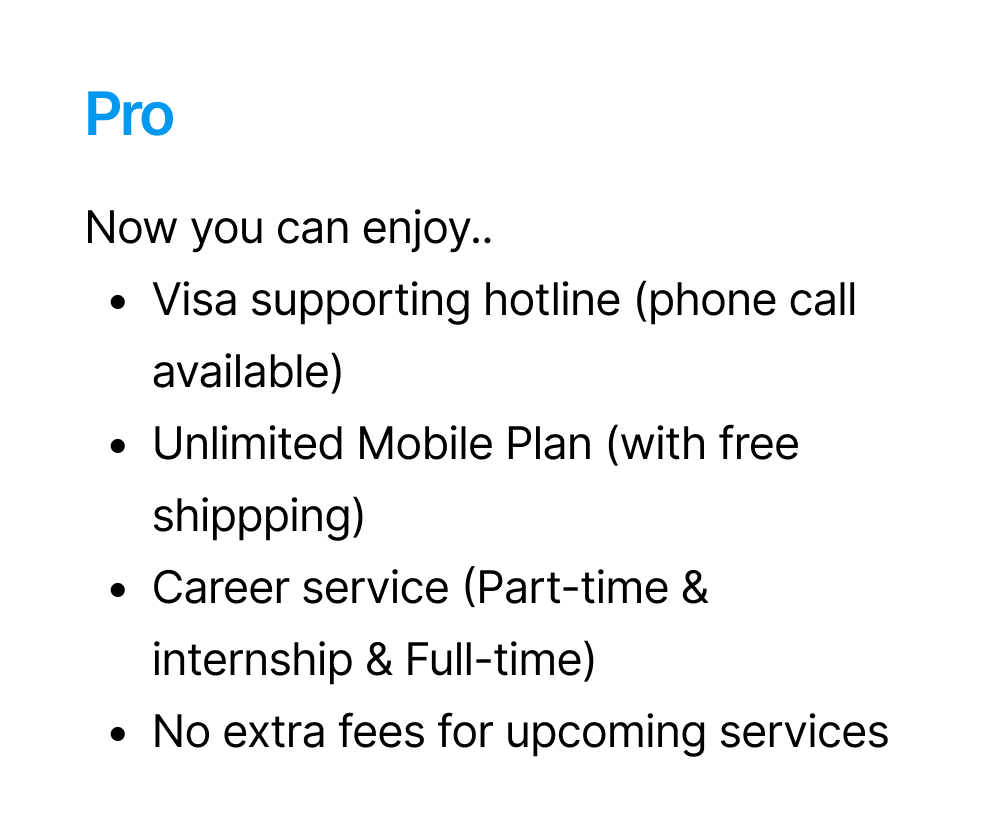 Pro
Now you can enjoy..
• Visa supporting hotline (phone call
available)
• Unlimited Mobile Plan (with free
shippping)
• Career service (Part-time &
internship & Full-time)
• No extra fees for upcoming services